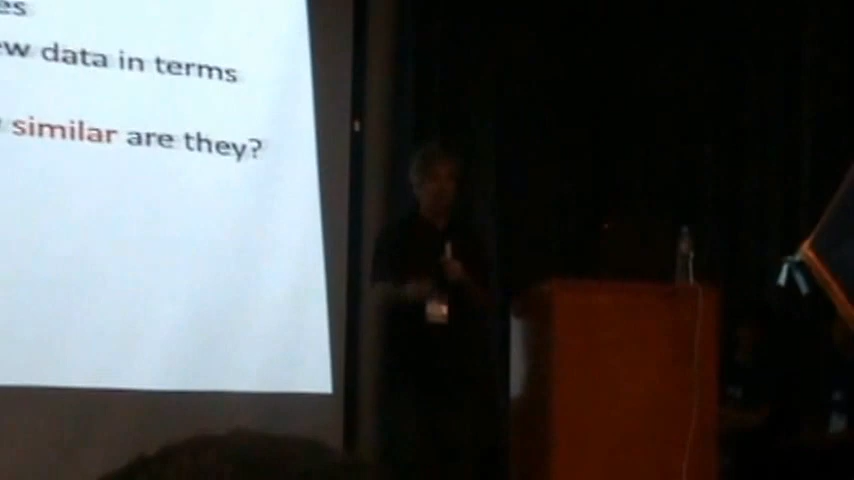 es
ew data in terms
similar are they?